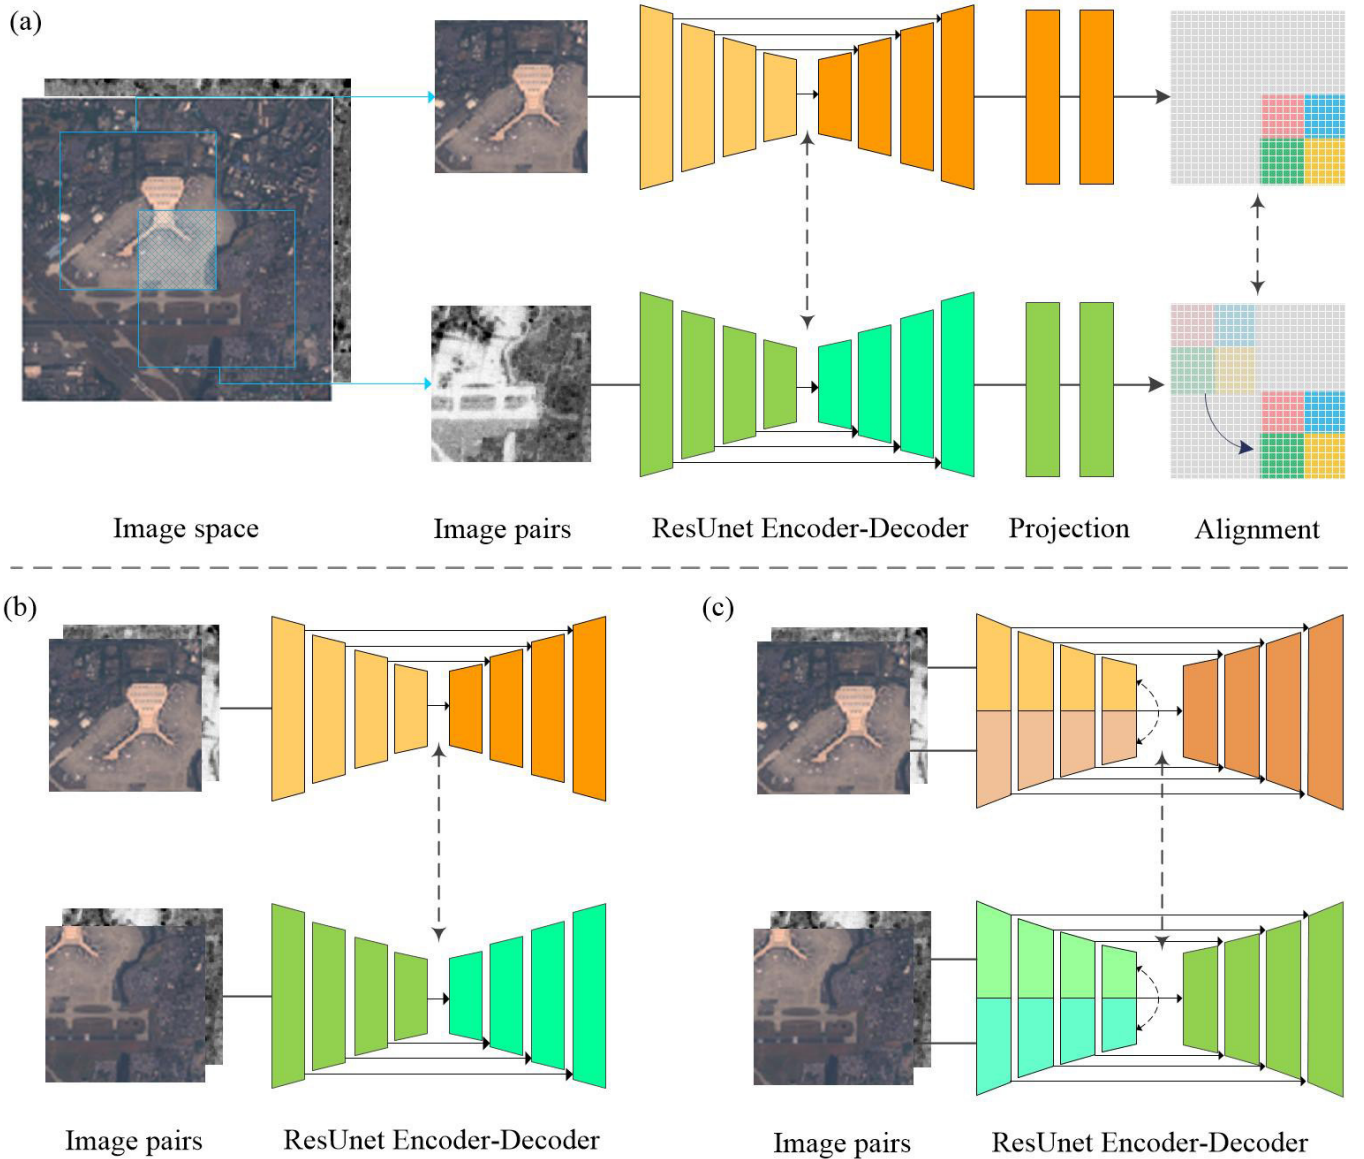 (a)
Image space
Image pairs
ResUnet Encoder-Decoder
Projection
Alignment
(b)
(c)
Image pairs
ResUnet Encoder-Decoder
Image pairs
ResUnet Encoder-Decoder